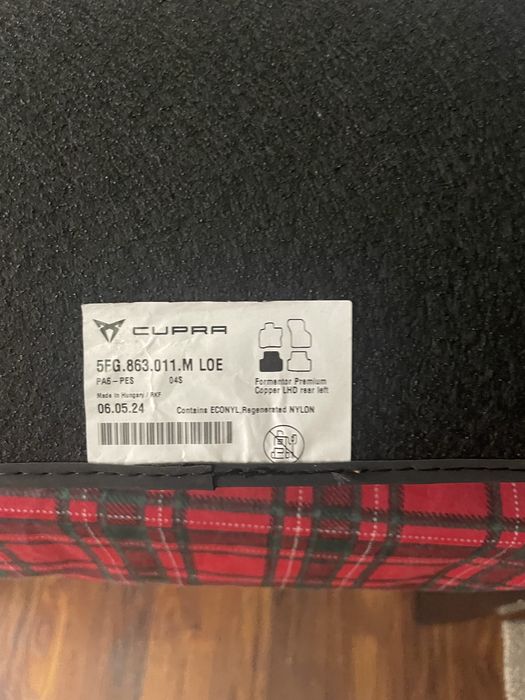 CUPRA
5FG.863.011.M LOE
PA6-PES 04S
Made in Hungary / RKF
06.05.24
Contains ECONYL,Regenerated NYLON
Formentor Premium
Copper LHD rear left